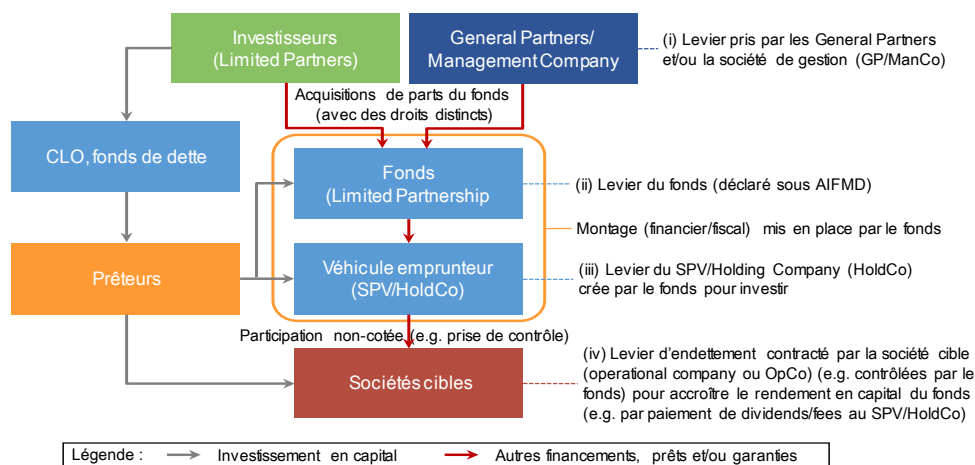 Investisseurs
(Limited Partners)
General Partners/
Management Company
(i) Levier pris par les General Partners
et/ou la société de gestion (GP/ManCo)
Acquisitions de parts du fonds
(avec des droits distincts)
CLO, fonds de dette
Fonds
(Limited Partnership
(ii) Levier du fonds (déclaré sous AIFMD)
Montage (financier/fiscal) mis en place par le fonds
Prêteurs
Véhicule emprunteur
(SPV/HoldCo)
(iii) Levier du SPV/Holding Company (HoldCo)
crée par le fonds pour investir
Participation non-cotée (e.g. prise de contrôle)
Sociétés cibles
(iv) Levier d'endettement contracté par la société cible
(operational company ou OpCo) (e.g. contrôlées par le
fonds) pour accroître le rendement en capital du fonds
(e.g. par paiement de dividends/fees au SPV/HoldCo)
Légende : Investissement en capital Autres financements, prêts et/ou garanties